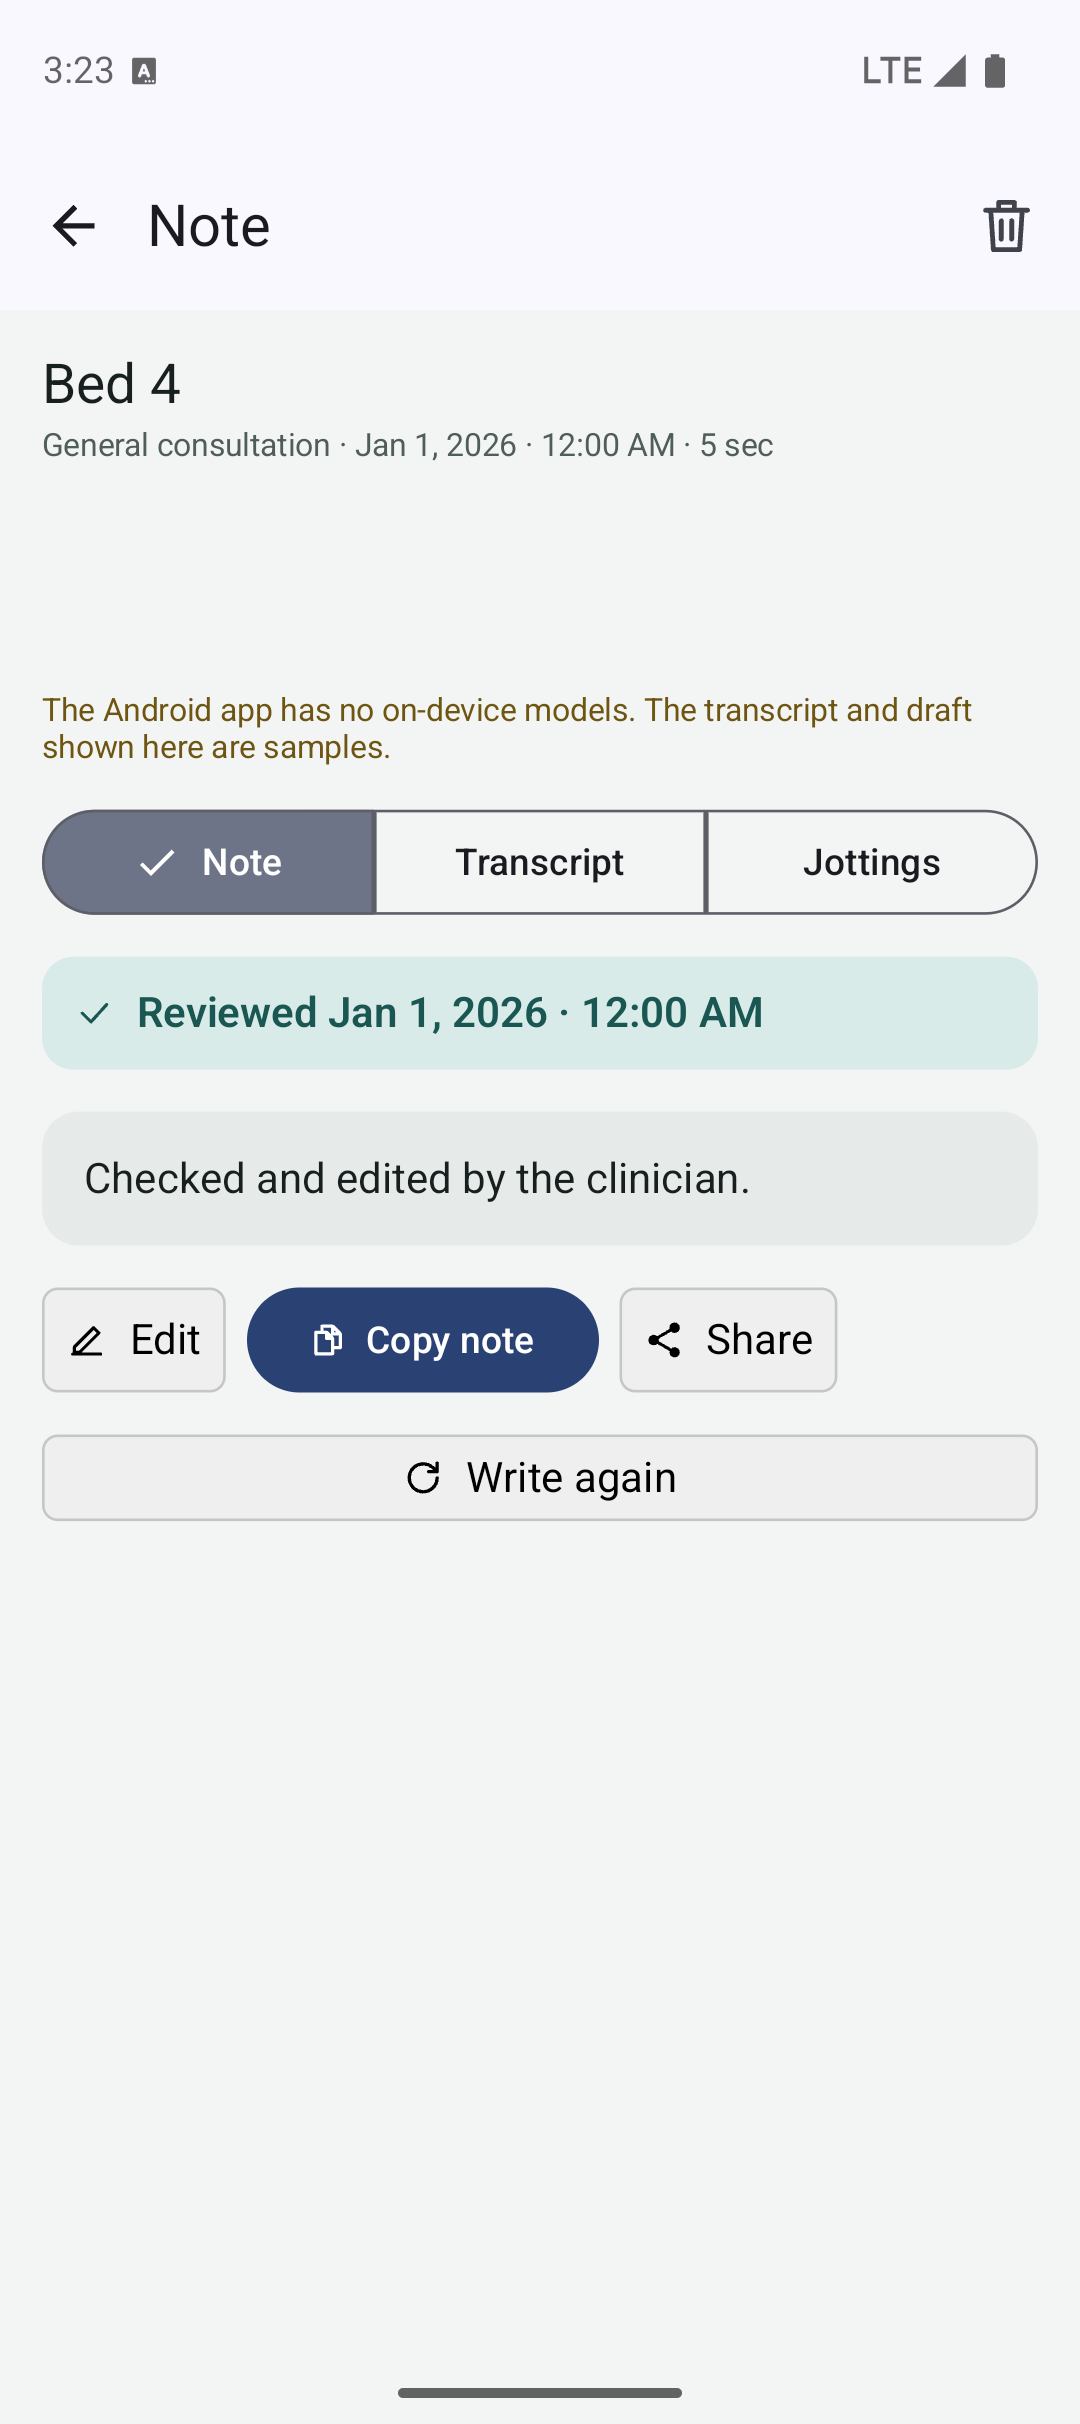 3:23
LTE
Note
Bed 4
General consultation · Jan 1, 2026 · 12:00 AM · 5 sec
The Android app has no on-device models. The transcript and draft
shown here are samples.
Note
Transcript
Jottings
Reviewed Jan 1, 2026 · 12:00 AM
Checked and edited by the clinician.
Edit
Copy note
Share
Write again